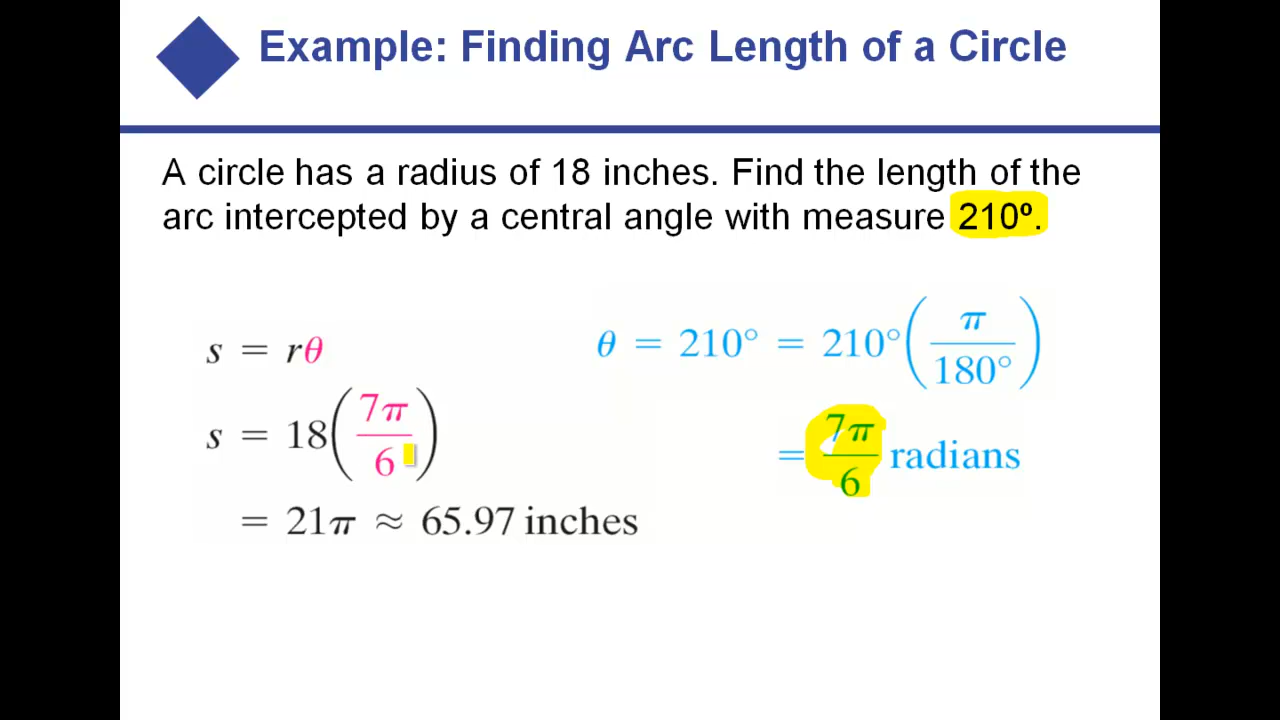 Example: Finding Arc Length of a Circle
A circle has a radius of 18 inches. Find the length of the
arc intercepted by a central angle with measure 210º.
s = rθ
s = 18(7π/6)
= 21π ≈ 65.97 inches
θ = 210° = 210°(π/180°)
= 7π/6 radians